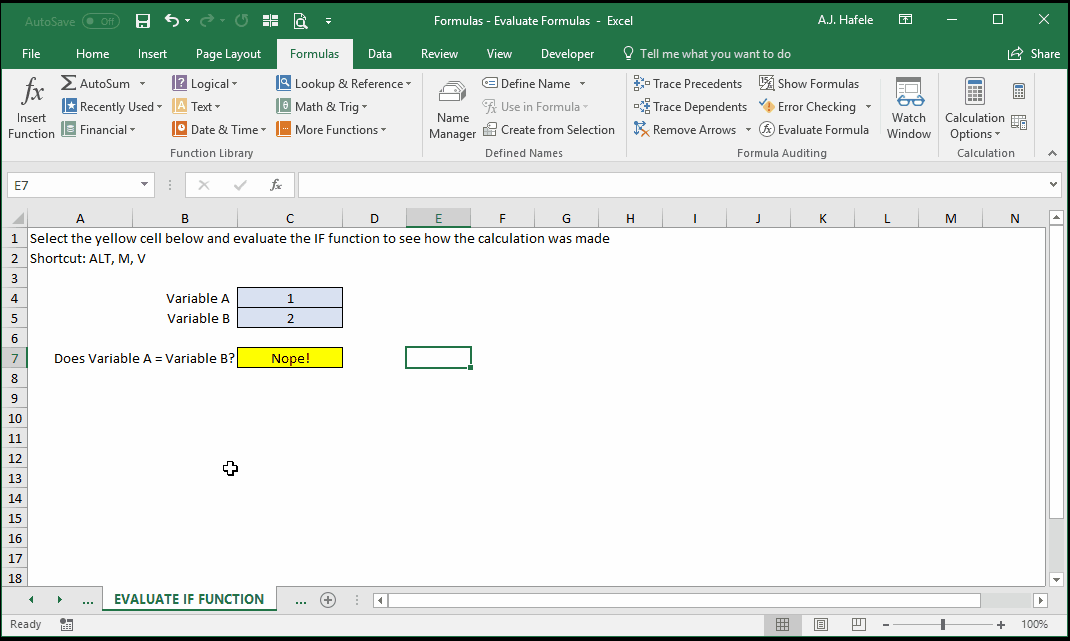 AutoSave Off Formulas - Evaluate Formulas - Excel A.J. Hafele
File Home Insert Page Layout Formulas Data Review View Developer Tell me what you want to do Share
fx
Insert
Function
AutoSum
Recently Used
Financial
Logical
Text
Date & Time
Lookup & Reference
Math & Trig
More Functions
Function Library
Name
Manager
Define Name
Use in Formula
Create from Selection
Defined Names
Trace Precedents
Trace Dependents
Remove Arrows
Show Formulas
Error Checking
Evaluate Formula
Formula Auditing
Watch
Window
Calculation
Options
Calculation
E7 fx
A B C D E F G H I J K L M N
1 Select the yellow cell below and evaluate the IF function to see how the calculation was made
2 Shortcut: ALT, M, V
3
4 Variable A 1
5 Variable B 2
6
7 Does Variable A = Variable B? Nope!
8
9
10
11
12
13
14
15
16
17
18
... EVALUATE IF FUNCTION ...
Ready 100%